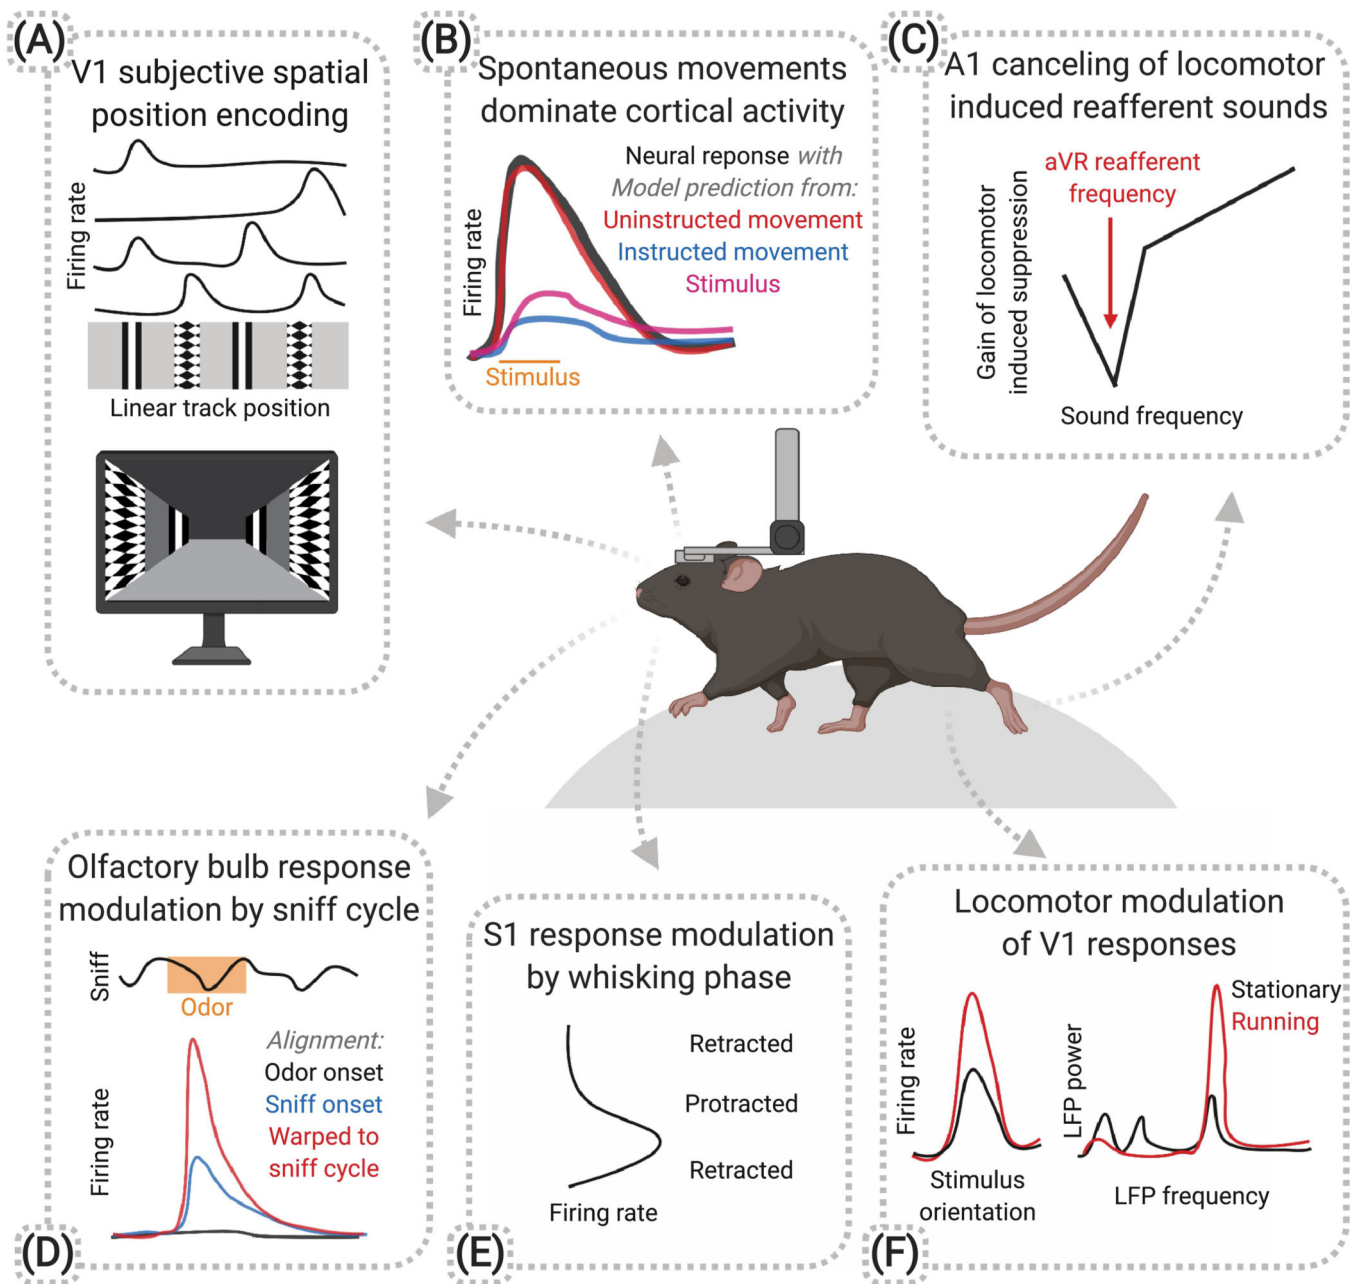 (A)
V1 subjective spatial
position encoding
Firing rate
Linear track position
(B)
Spontaneous movements
dominate cortical activity
Neural reponse with
Model prediction from:
Uninstructed movement
Instructed movement
Stimulus
Firing rate
Stimulus
(C)
A1 canceling of locomotor
induced reafferent sounds
aVR reafferent
frequency
Gain of locomotor
induced suppression
Sound frequency
Olfactory bulb response
modulation by sniff cycle
Sniff
Odor
Alignment:
Odor onset
Sniff onset
Warped to
sniff cycle
Firing rate
(D)
S1 response modulation
by whisking phase
Retracted
Protracted
Retracted
Firing rate
(E)
Locomotor modulation
of V1 responses
Stationary
Running
Firing rate
LFP power
Stimulus
orientation
LFP frequency
(F)